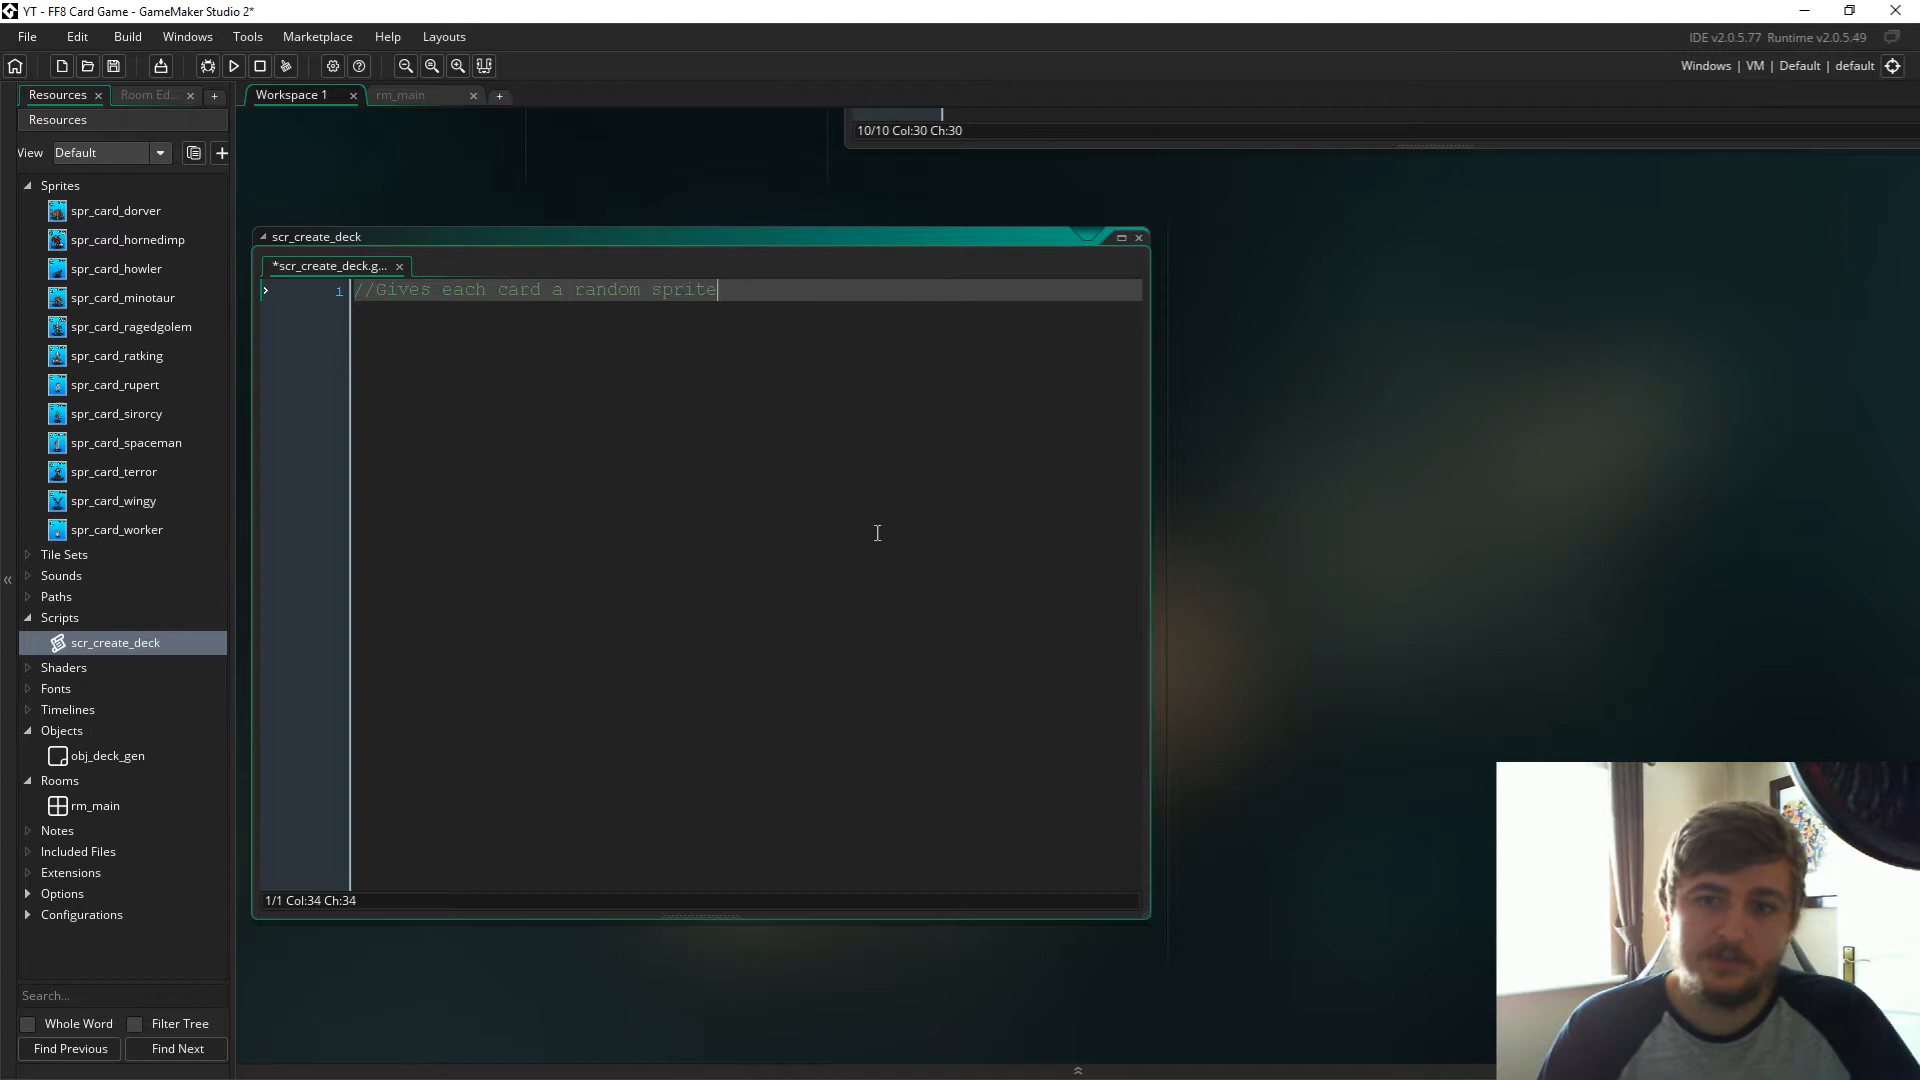 YT - FF8 Card Game - GameMaker Studio 2*
File Edit Build Windows Tools Marketplace Help Layouts
IDE v2.0.5.77 Runtime v2.0.5.49
Windows | VM | Default | default
Resources
Room Ed...
Workspace 1
rm_main
Resources
View Default
10/10 Col:30 Ch:30
Sprites
spr_card_dorver
spr_card_hornedimp
spr_card_howler
spr_card_minotaur
spr_card_ragedgolem
spr_card_ratking
spr_card_rupert
spr_card_sirorcy
spr_card_spaceman
spr_card_terror
spr_card_wingy
spr_card_worker
Tile Sets
Sounds
Paths
Scripts
scr_create_deck
Shaders
Fonts
Timelines
Objects
obj_deck_gen
Rooms
rm_main
Notes
Included Files
Extensions
Options
Configurations
Search...
Whole Word Filter Tree
Find Previous Find Next
scr_create_deck
*scr_create_deck.g...
1 //Gives each card a random sprite
1/1 Col:34 Ch:34